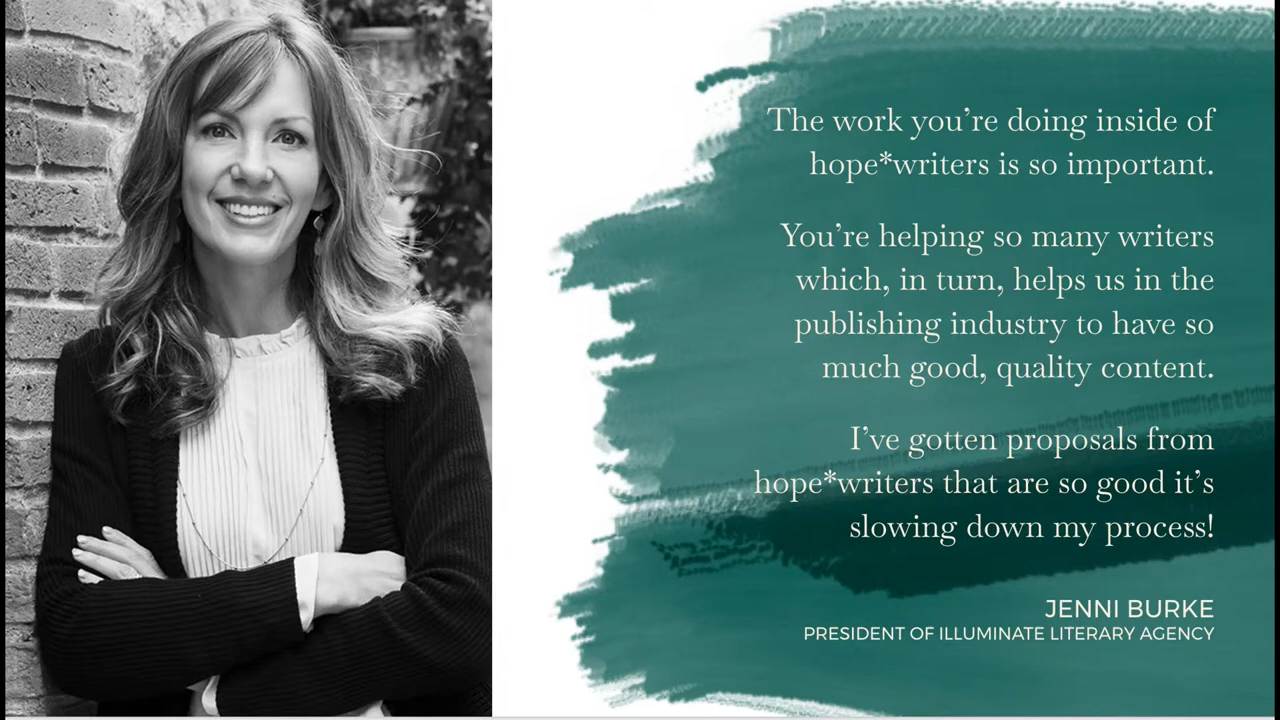 The work you’re doing inside of
hope*writers is so important.
You’re helping so many writers
which, in turn, helps us in the
publishing industry to have so
much good, quality content.
I’ve gotten proposals from
hope*writers that are so good it’s
slowing down my process!
JENNI BURKE
PRESIDENT OF ILLUMINATE LITERARY AGENCY